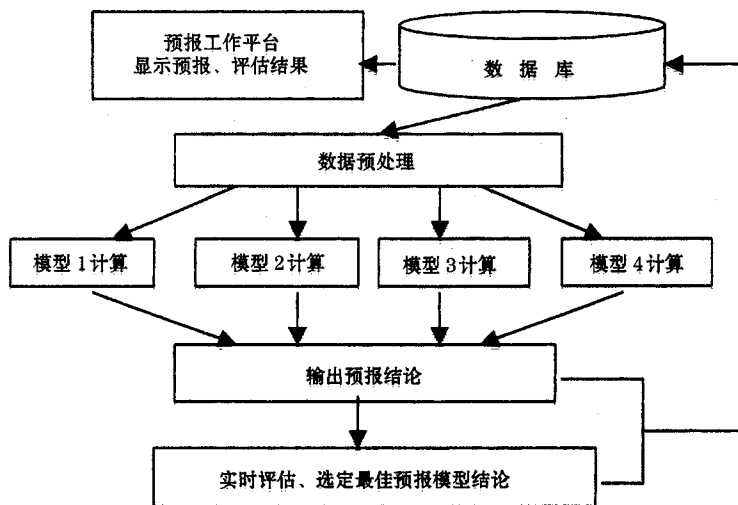 预报工作平台
显示预报、评估结果
数据库
数据预处理
模型1计算
模型2计算
模型3计算
模型4计算
输出预报结论
实时评估、选定最佳预报模型结论